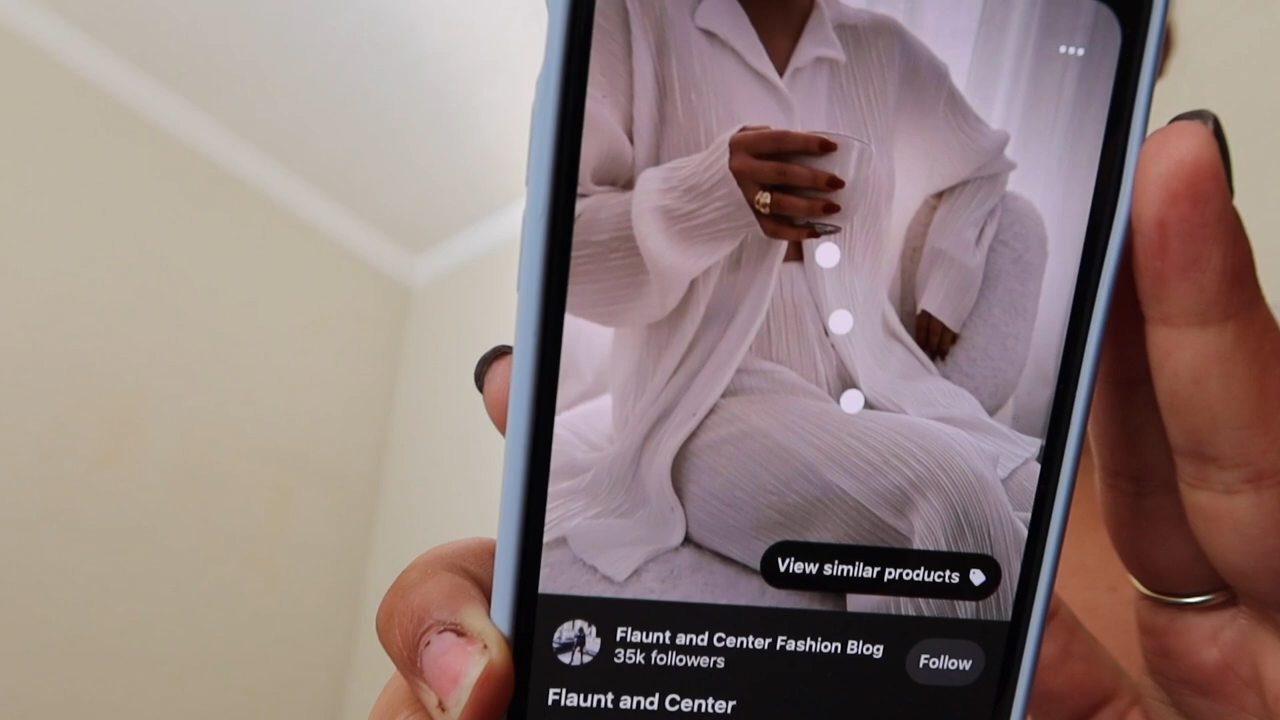 View similar products
Flaunt and Center Fashion Blog
35k followers
Follow
Flaunt and Center